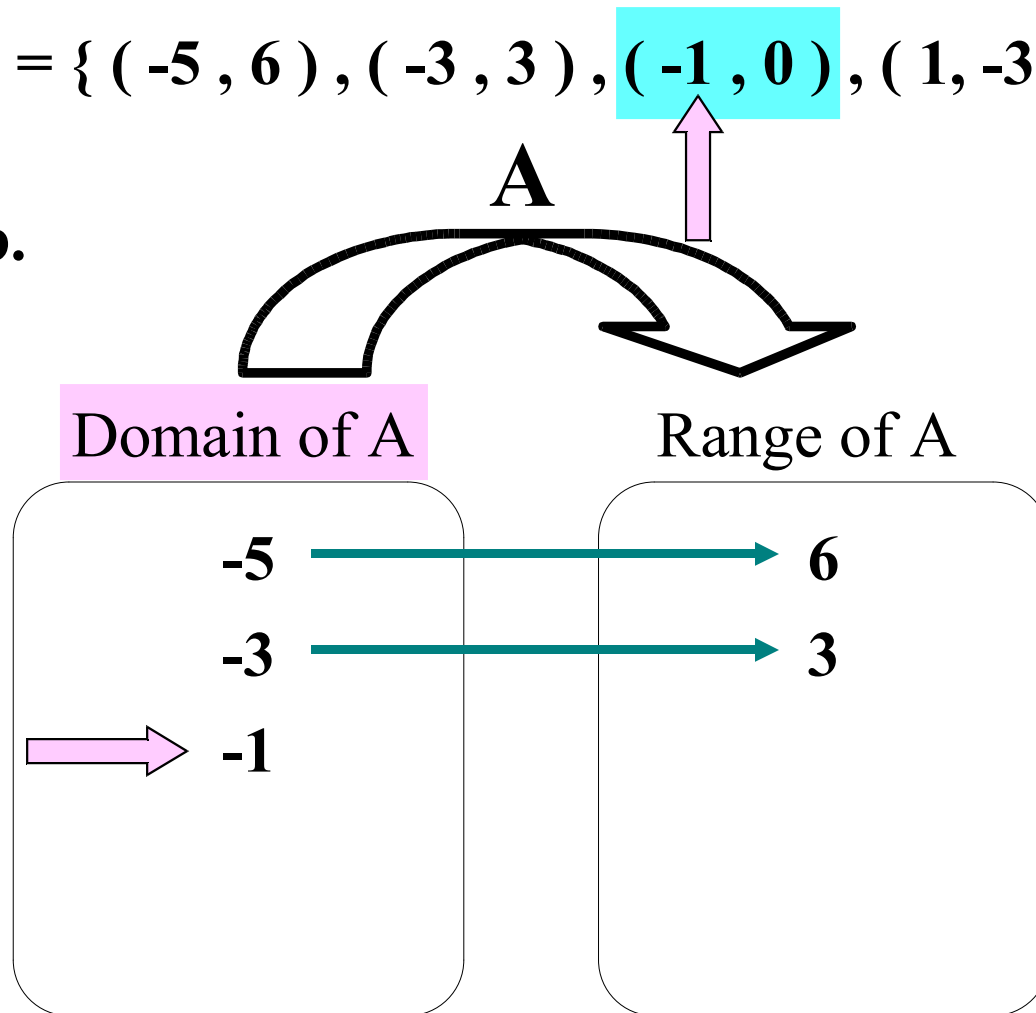 = { ( -5 , 6 ) , ( -3 , 3 ) , ( -1 , 0 ) , ( 1, -3
A
Domain of A
Range of A
-5 6
-3 3
-1